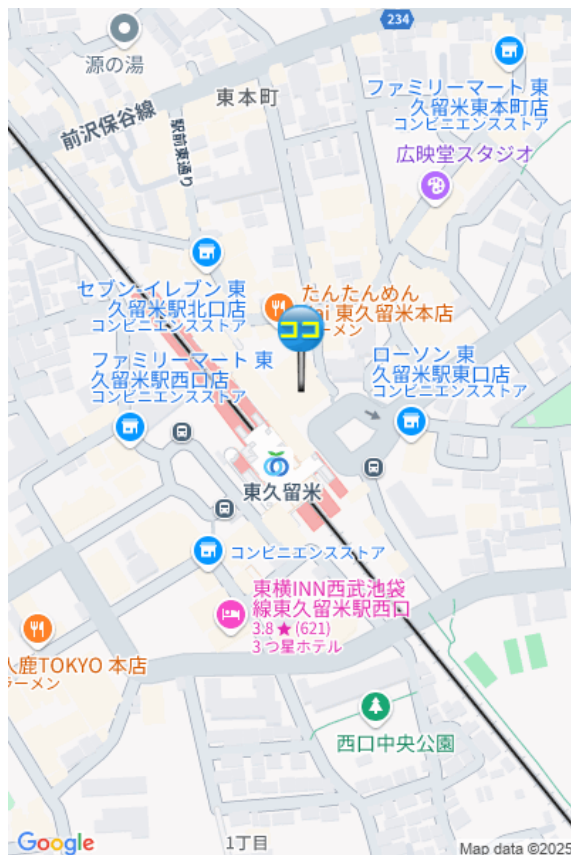 234
源の湯
東本町
ファミリーマート 東
久留米東本町店
コンビニエンスストア
前沢保谷線
駅前東通り
広映堂スタジオ
セブン-イレブン 東
久留米駅北口店
コンビニエンスストア
たんたんめん
東久留米本店
ーメン
ココ
ファミリーマート 東
久留米駅西口店
コンビニエンスストア
ローソン 東
久留米駅東口店
コンビニエンスストア
東久留米
コンビニエンスストア
東横INN西武池袋
線東久留米駅西口
3.8★(621)
3 つ星ホテル
鹿TOKYO 本店
ラーメン
西口中央公園
Google
1丁目
Map data ©2025